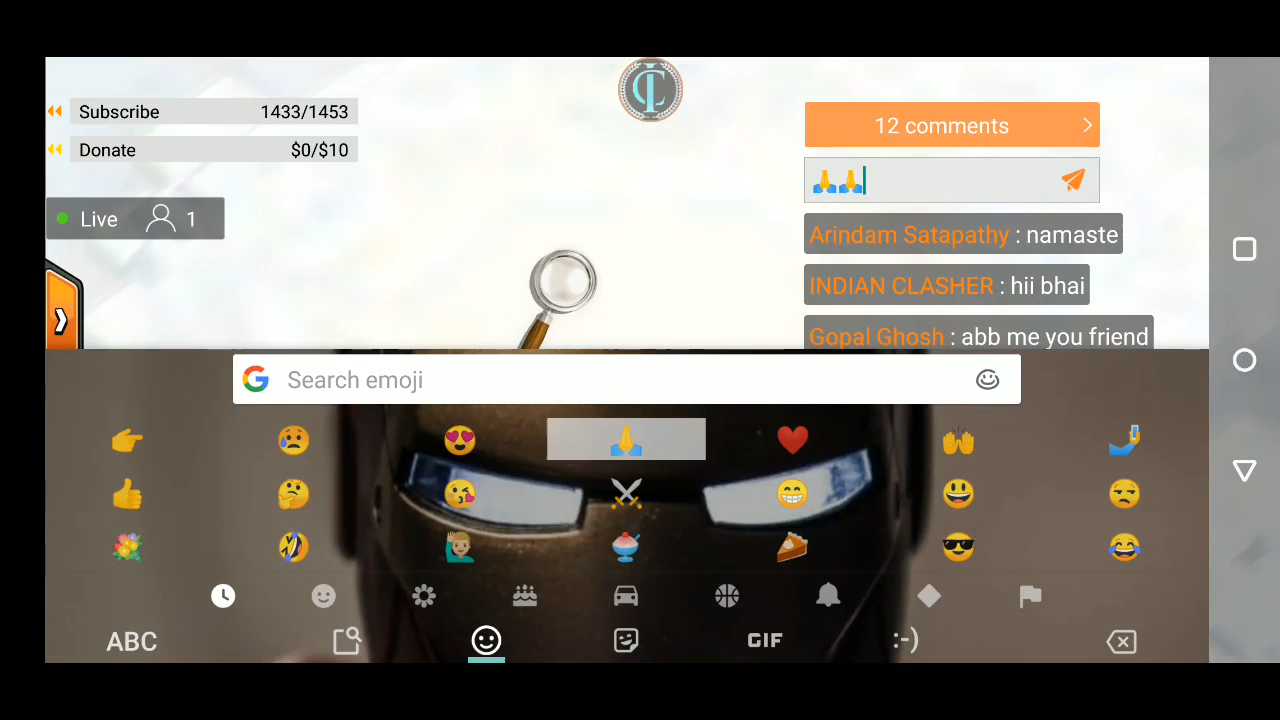 Subscribe 1433/1453
Donate $0/$10
Live 1
12 comments
🙏🙏
Arindam Satapathy : namaste
INDIAN CLASHER : hii bhai
Gopal Ghosh : abb me you friend
Search emoji
ABC
GIF
:-)